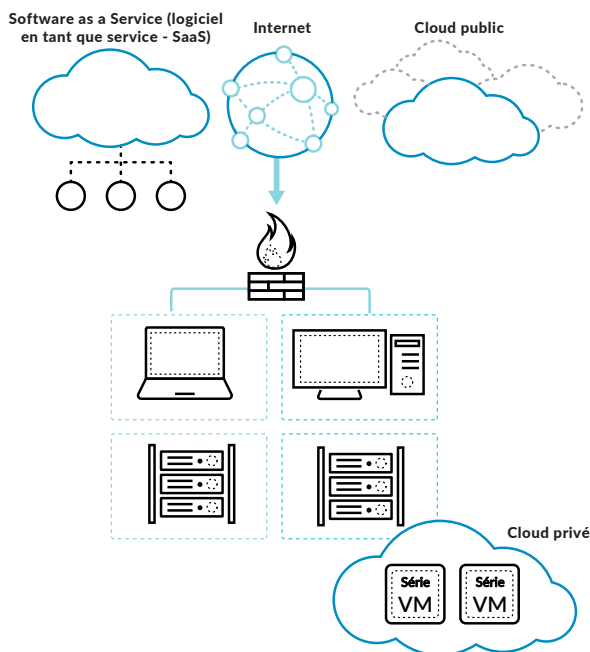 Software as a Service (logiciel
en tant que service - SaaS)
Internet
Cloud public
Cloud privé
Série
VM
Série
VM